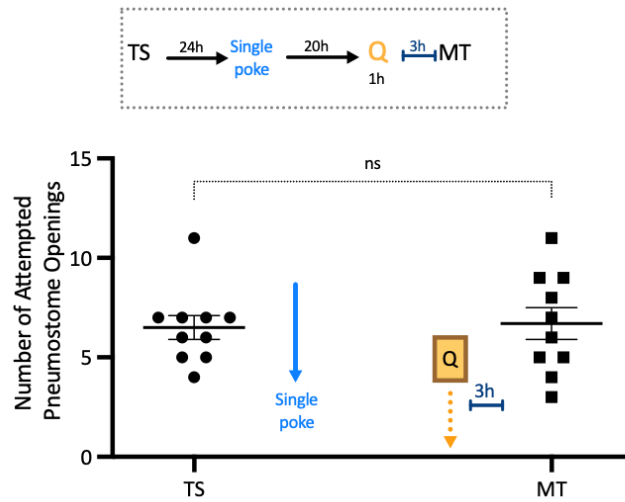 TS 24h Single poke 20h Q 1h 3h MT
15
ns
10
5
0
Number of Attempted
Pneumostome Openings
Single
poke
Q
3h
TS MT